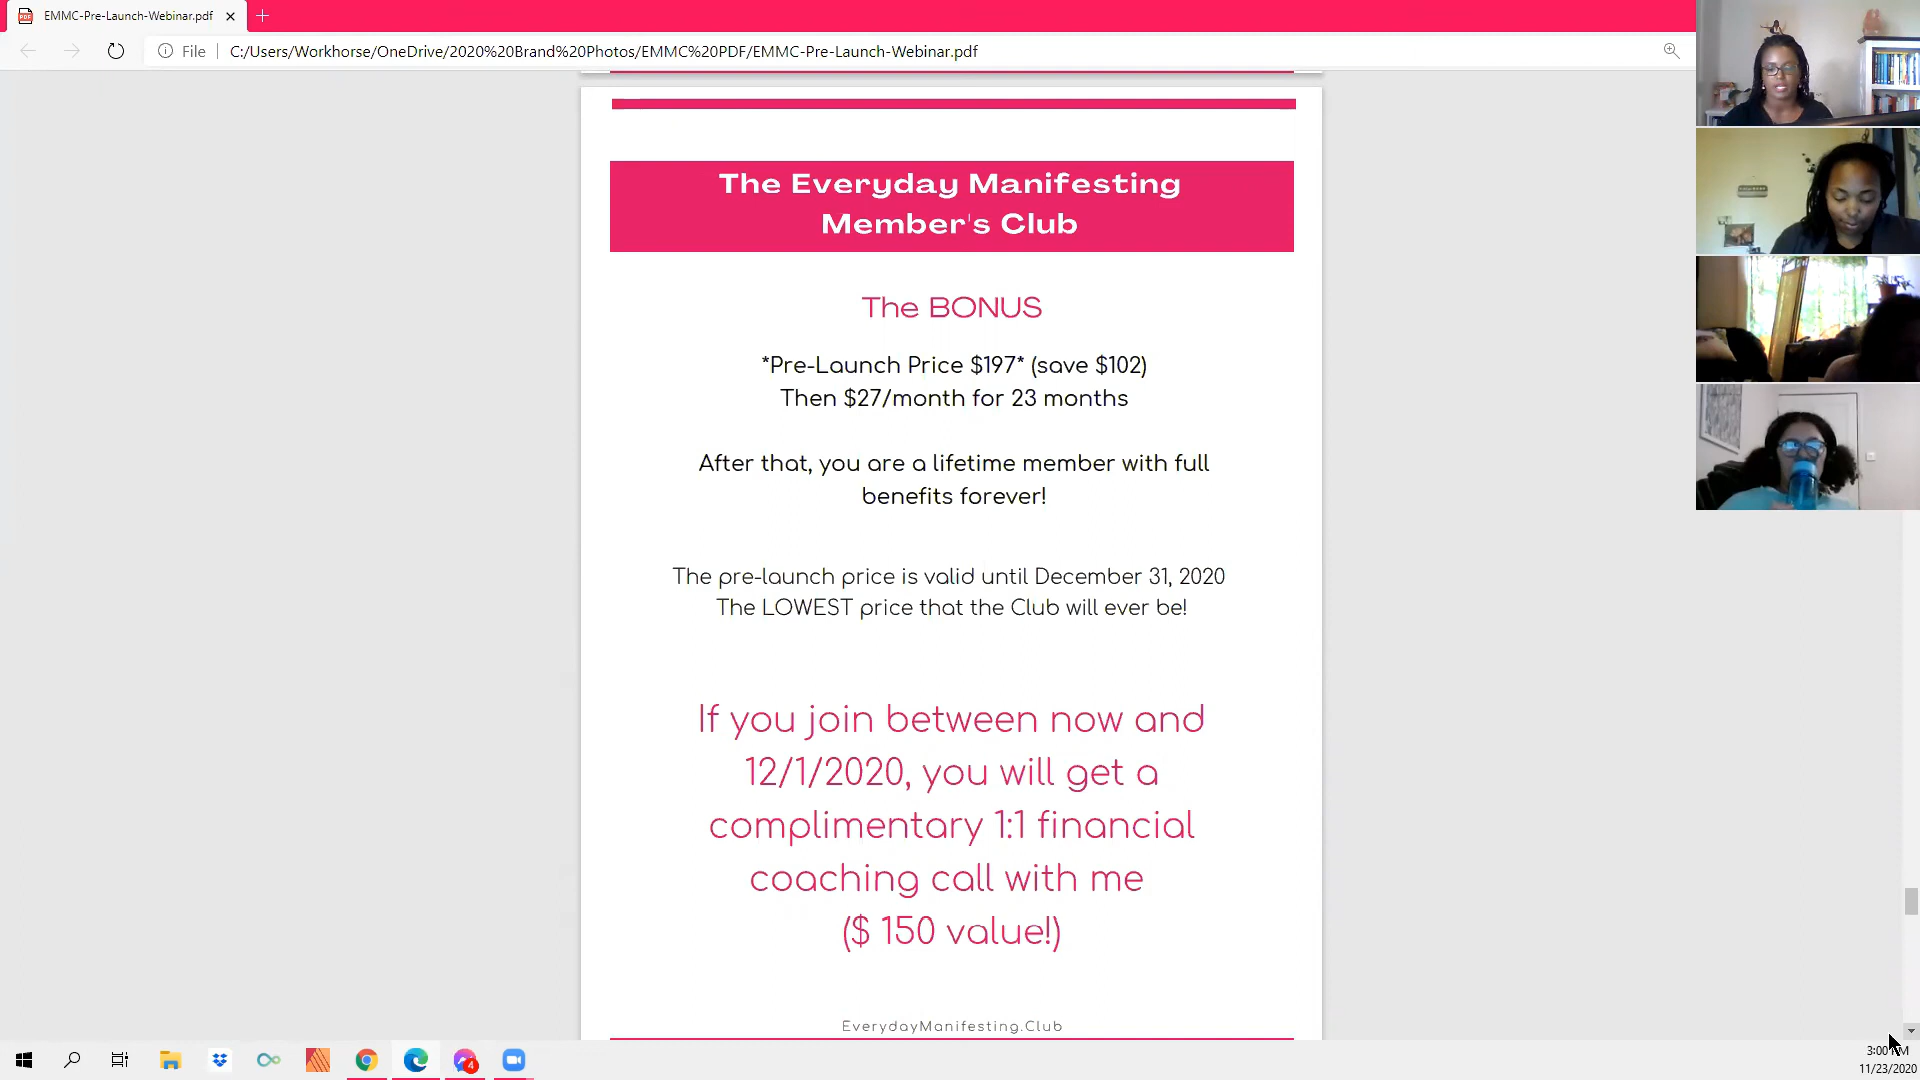 EMMC-Pre-Launch-Webinar.pdf
File
C:/Users/Workhorse/OneDrive/2020%20Brand%20Photos/EMMC%20PDF/EMMC-Pre-Launch-Webinar.pdf
The Everyday Manifesting
Member's Club
The BONUS
*Pre-Launch Price $197* (save $102)
Then $27/month for 23 months
After that, you are a lifetime member with full
benefits forever!
The pre-launch price is valid until December 31, 2020
The LOWEST price that the Club will ever be!
If you join between now and
12/1/2020, you will get a
complimentary 1:1 financial
coaching call with me
($ 150 value!)
EverydayManifesting.Club
4
3:00
11/23/2020